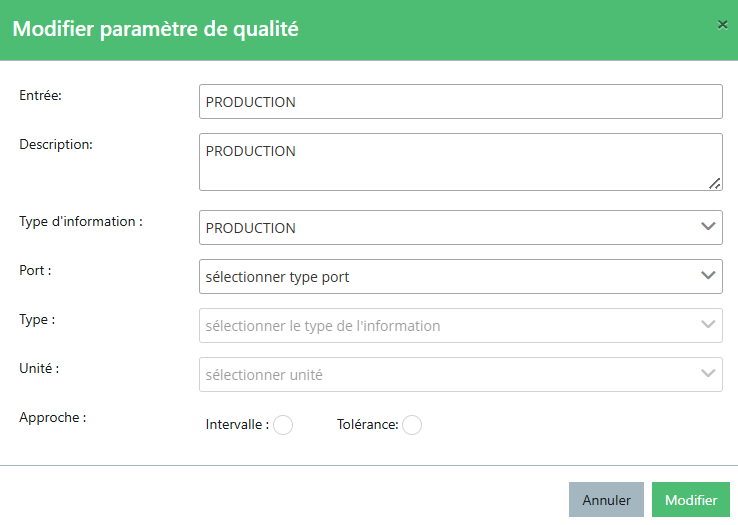 Modifier paramètre de qualité
×
Entrée: PRODUCTION
Description: PRODUCTION
Type d'information : PRODUCTION
Port : sélectionner type port
Type : sélectionner le type de l'information
Unité : sélectionner unité
Approche : Intervalle : Tolérance:
Annuler Modifier